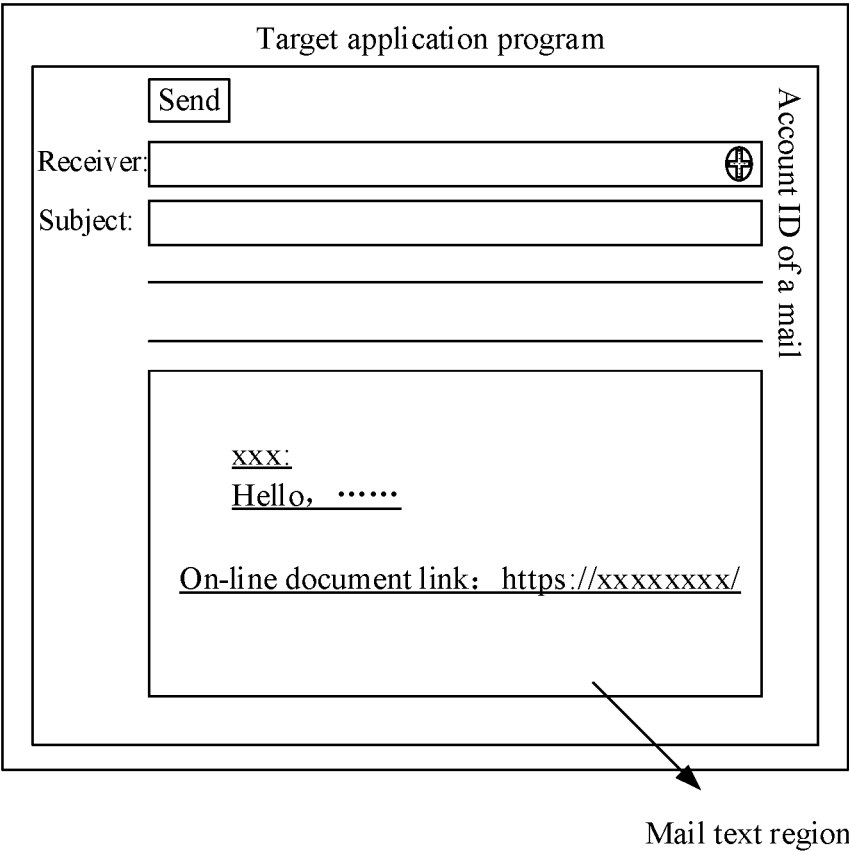 Target application program
Send
Receiver:
Subject:
Account ID of a mail
xxx:
Hello，……
On-line document link：https://xxxxxxxx/
Mail text region